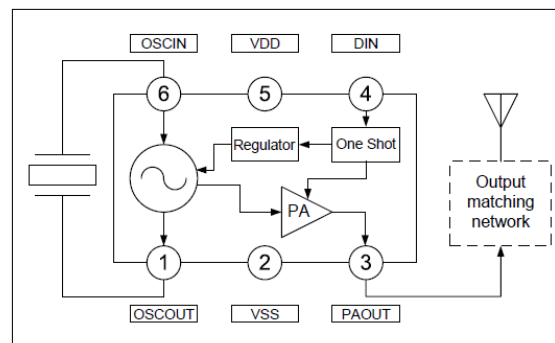 OSCIN VDD DIN
6 5 4
Regulator One Shot
PA
Output
matching
network
1 2 3
OSCOUT VSS PAOUT